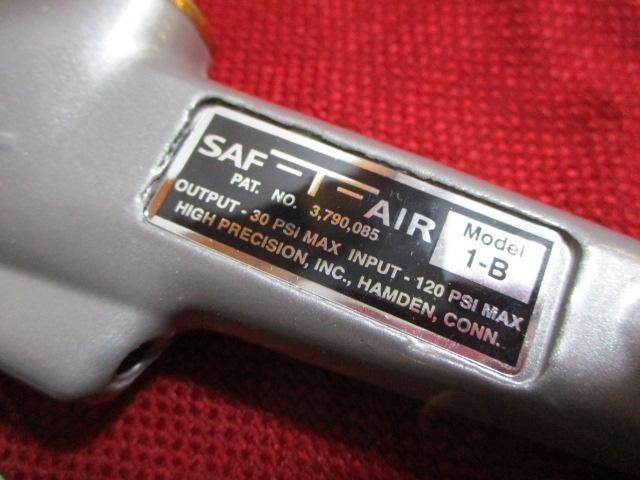 SAF-T-AIR
PAT. NO. 3,790,085
Model
1-B
OUTPUT - 30 PSI MAX INPUT - 120 PSI MAX
HIGH PRECISION, INC., HAMDEN, CONN.